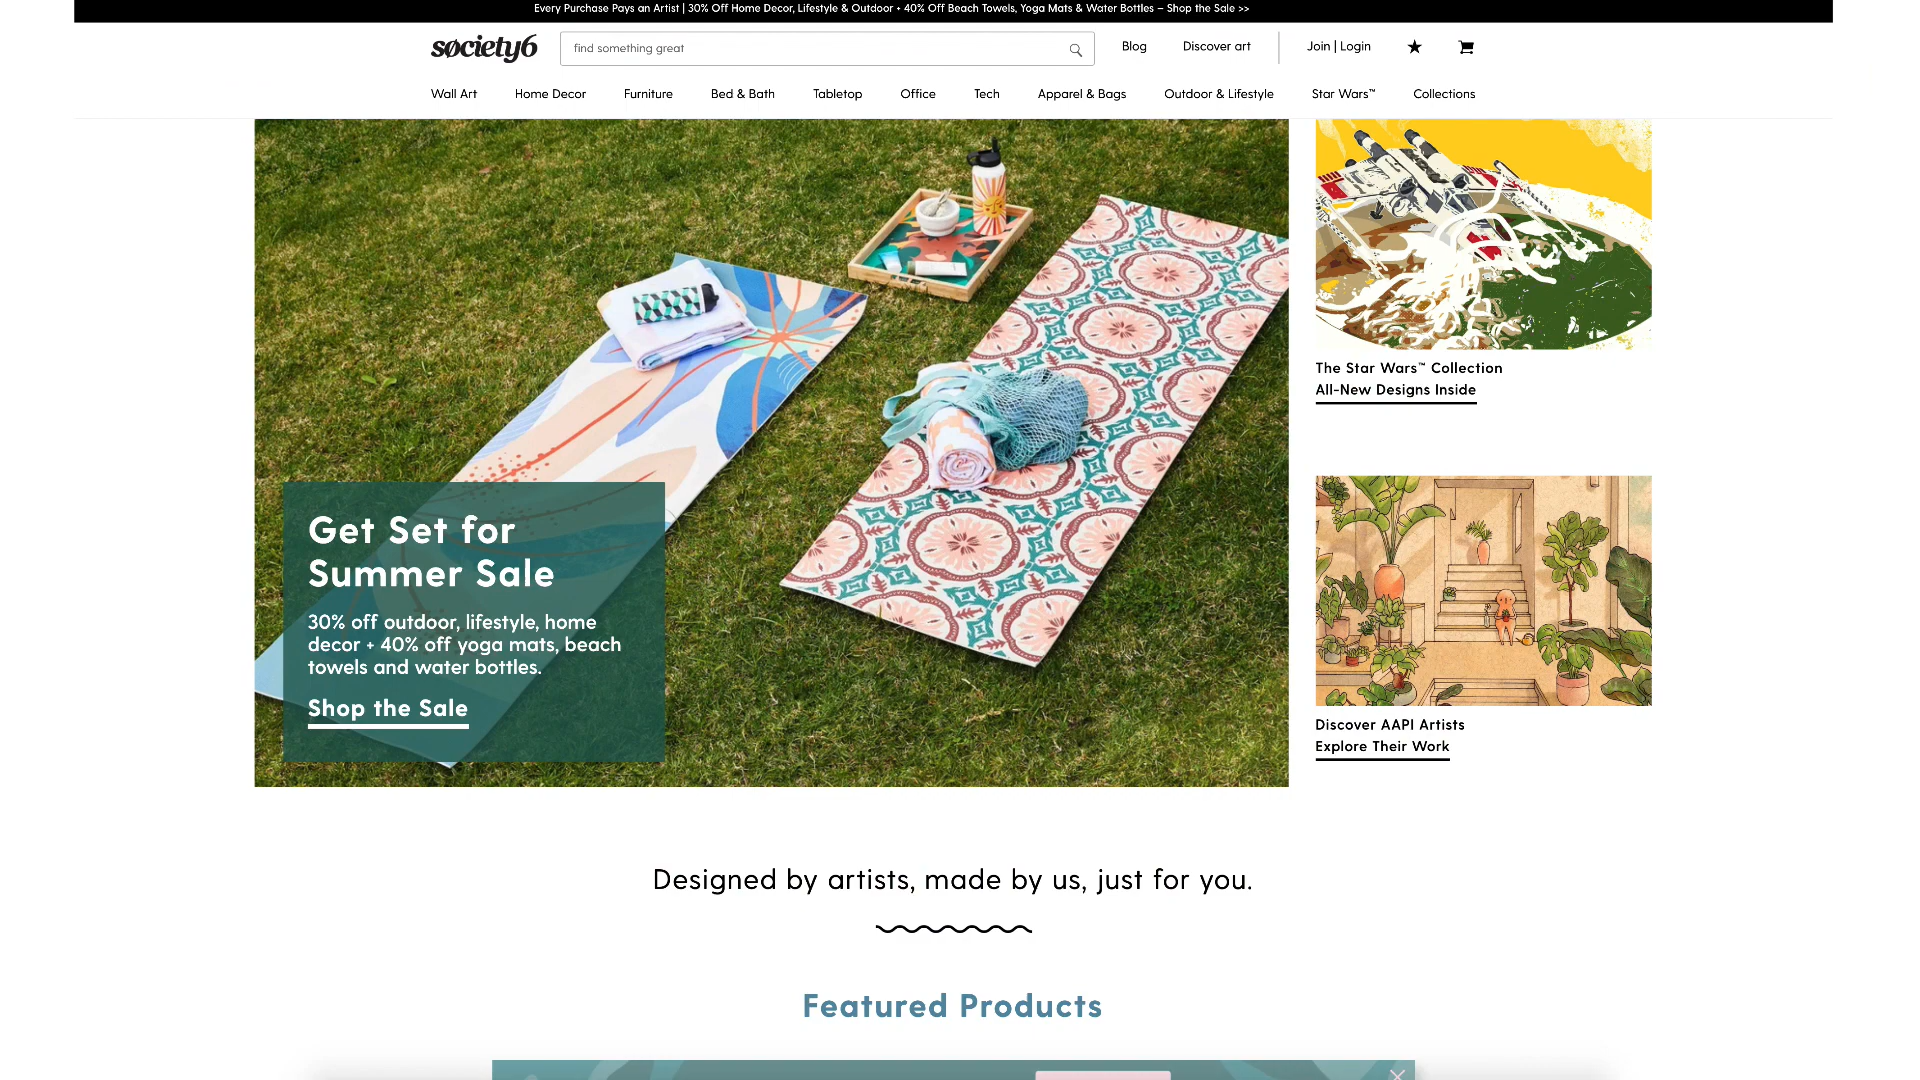 Every Purchase Pays an Artist | 30% Off Home Decor, Lifestyle & Outdoor + 40% Off Beach Towels, Yoga Mats & Water Bottles – Shop the Sale >>
søciety6
find something great
Blog
Discover art
Join | Login
Wall Art
Home Decor
Furniture
Bed & Bath
Tabletop
Office
Tech
Apparel & Bags
Outdoor & Lifestyle
Star Wars™
Collections
Get Set for
Summer Sale
30% off outdoor, lifestyle, home
decor + 40% off yoga mats, beach
towels and water bottles.
Shop the Sale
The Star Wars™ Collection
All-New Designs Inside
Discover AAPI Artists
Explore Their Work
Designed by artists, made by us, just for you.
Featured Products